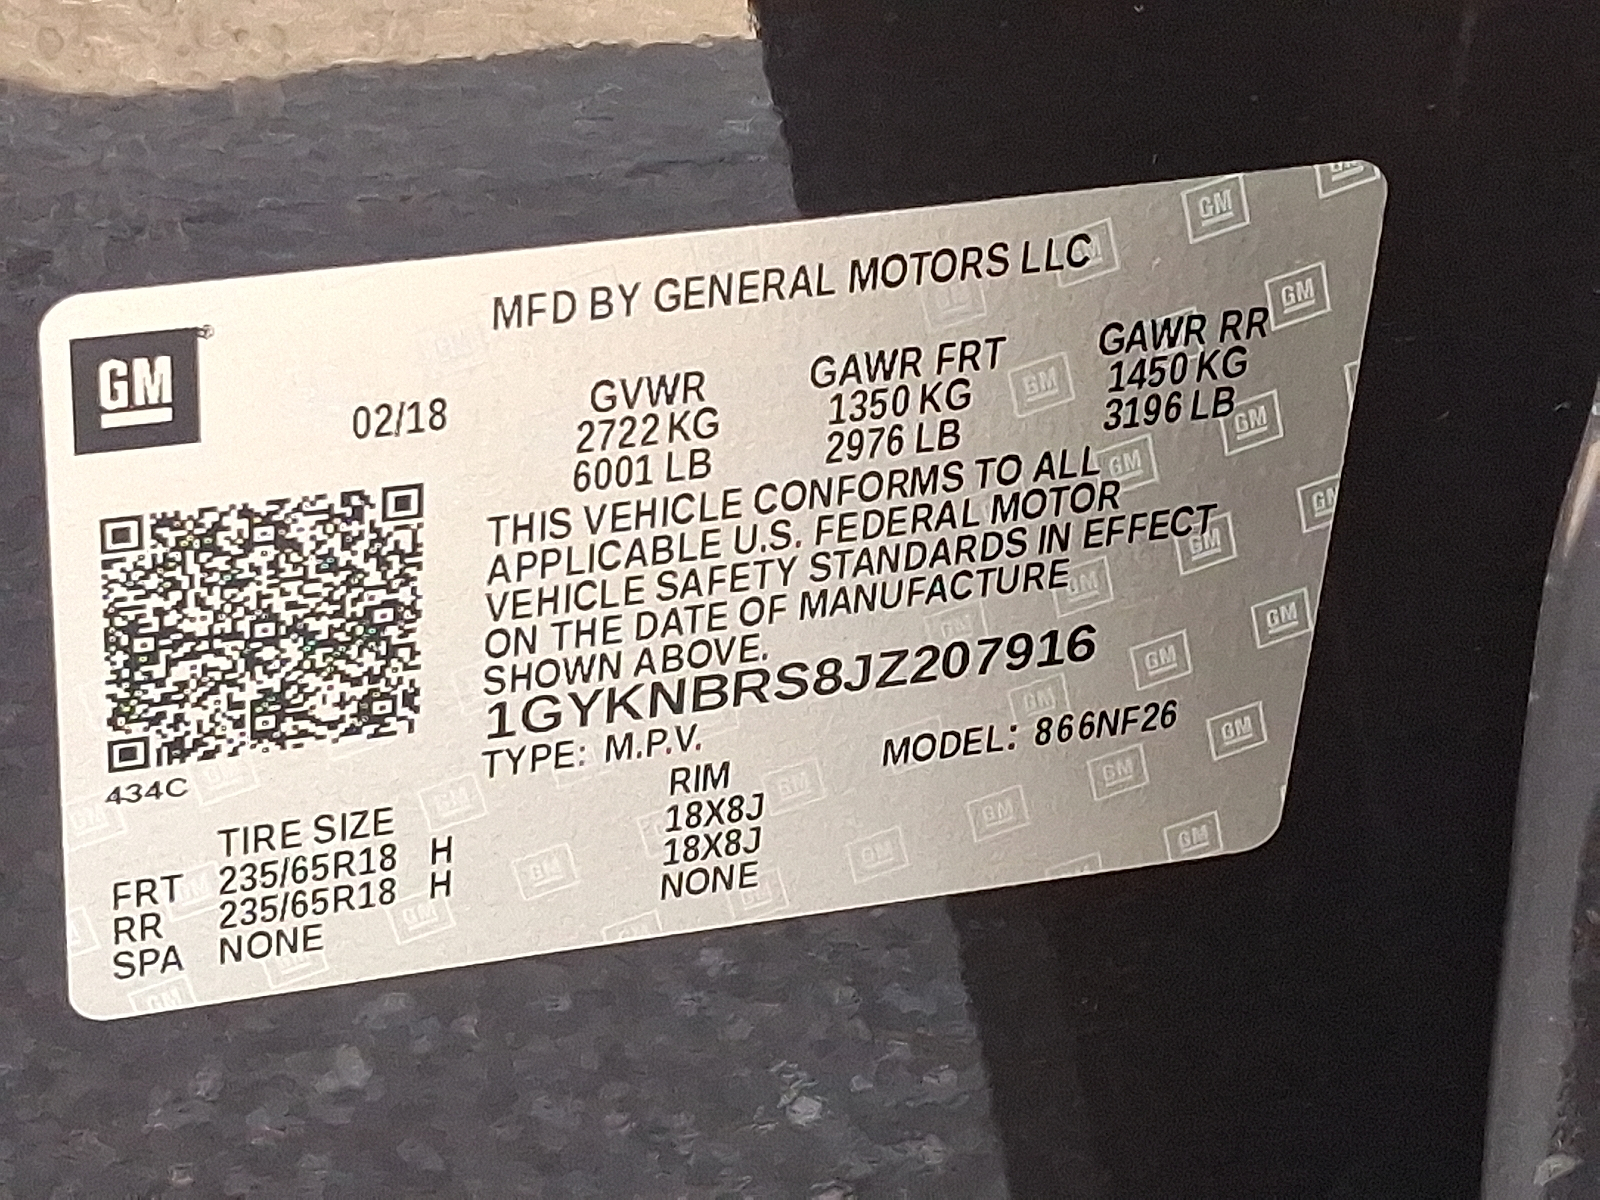 MFD BY GENERAL MOTORS LLC
GM
®
02/18
GVWR GAWR FRT GAWR RR
2722 KG 1350 KG 1450 KG
6001 LB 2976 LB 3196 LB
THIS VEHICLE CONFORMS TO ALL
APPLICABLE U.S. FEDERAL MOTOR
VEHICLE SAFETY STANDARDS IN EFFECT
ON THE DATE OF MANUFACTURE
SHOWN ABOVE.
1GYKNBRS8JZ207916
TYPE: M.P.V. MODEL: 866NF26
434C
TIRE SIZE RIM
FRT 235/65R18 H 18X8J
RR 235/65R18 H 18X8J
SPA NONE NONE